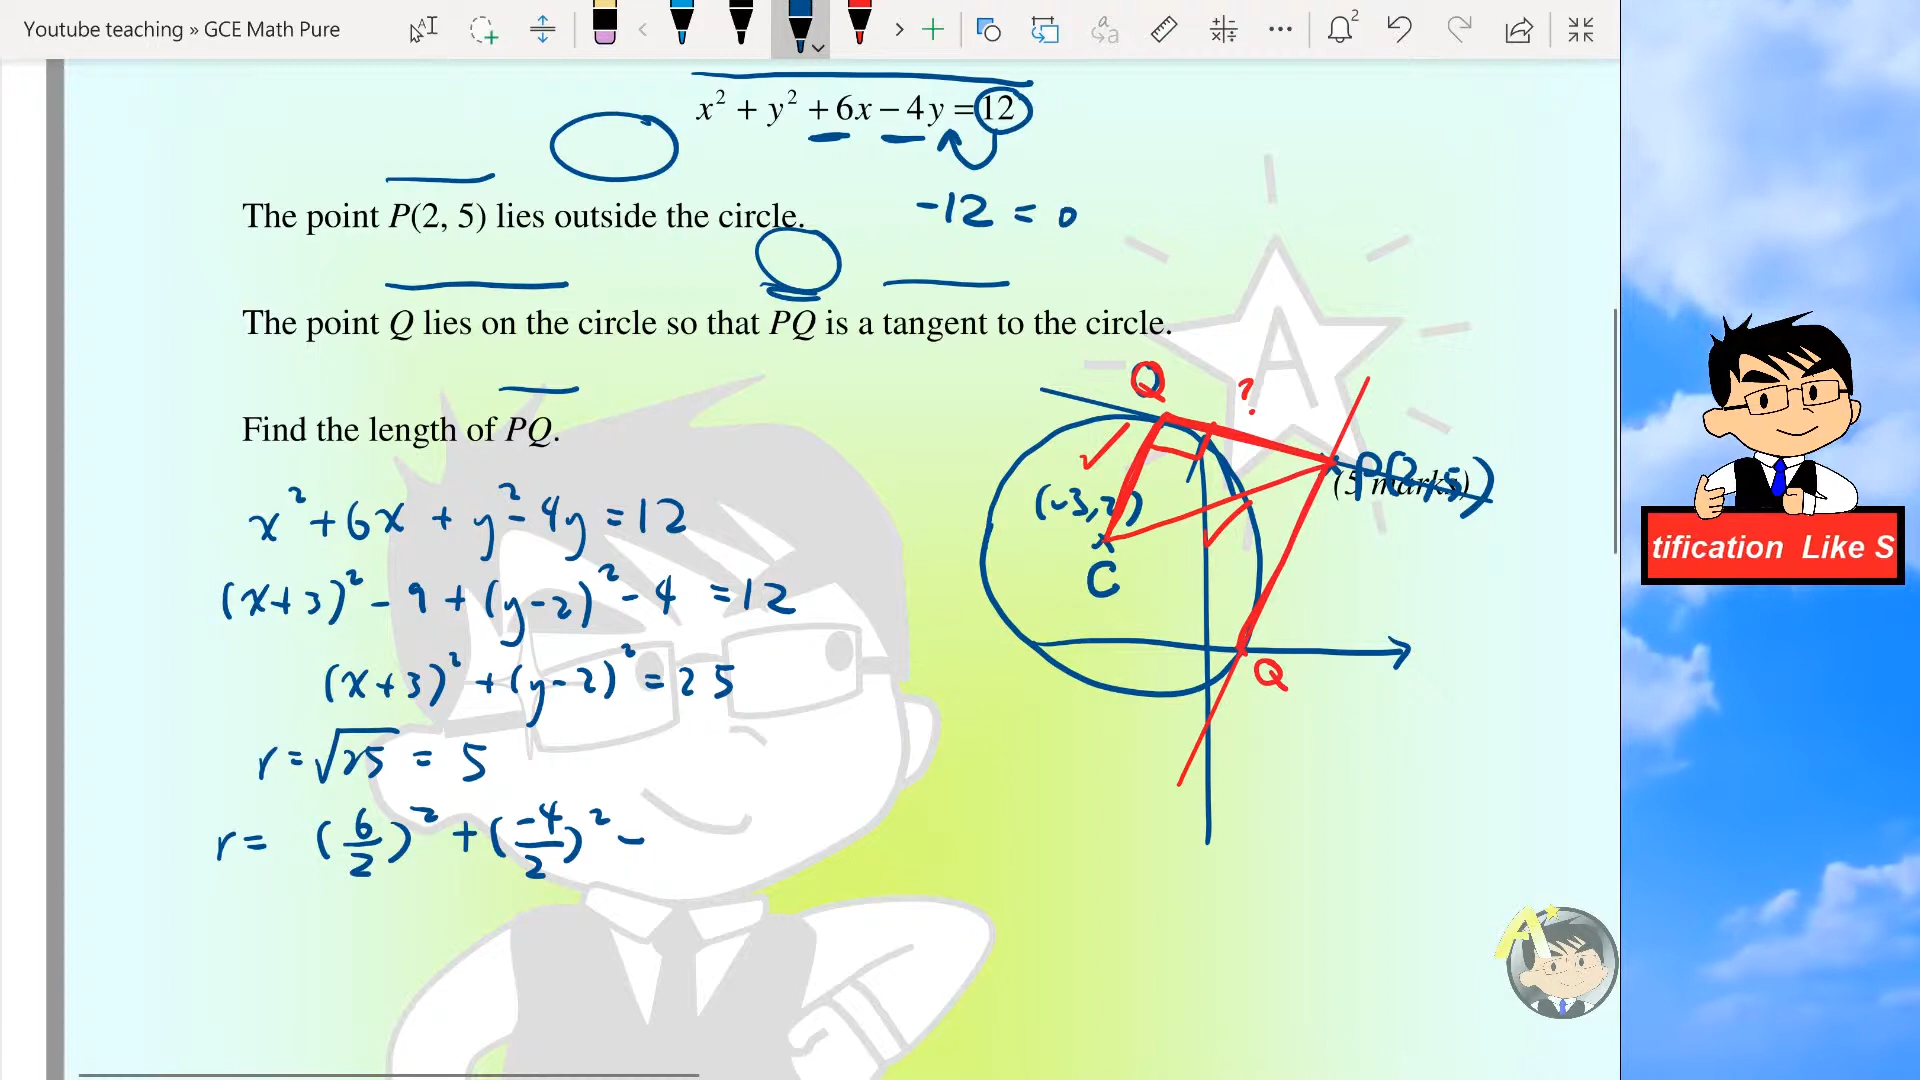 Youtube teaching » GCE Math Pure
2
x² + y² + 6x − 4y = 12
The point P(2, 5) lies outside the circle.
-12 = 0
The point Q lies on the circle so that PQ is a tangent to the circle.
Find the length of PQ.
Q
?
P(2,5)
(5 marks)
(-3,2)
C
Q
x² + 6x + y² - 4y = 12
(x+3)² - 9 + (y-2)² - 4 = 12
(x+3)² + (y-2)² = 25
r = √25 = 5
r = (6/2)² + (-4/2)² -
A
tification Like S
A